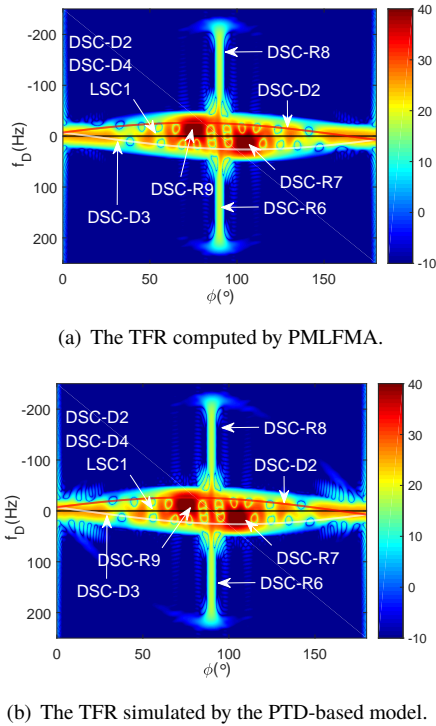 -200
-100
0
100
200
f_D(Hz)
DSC-D2
DSC-D4
LSC1
DSC-R8
DSC-D2
DSC-D3
DSC-R9
DSC-R7
DSC-R6
0 50 100 150
ϕ(°)
40
30
20
10
0
-10
(a) The TFR computed by PMLFMA.
-200
-100
0
100
200
f_D(Hz)
DSC-D2
DSC-D4
LSC1
DSC-R8
DSC-D2
DSC-R9
DSC-D3
DSC-R7
DSC-R6
0 50 100 150
ϕ(°)
40
30
20
10
0
-10
(b) The TFR simulated by the PTD-based model.